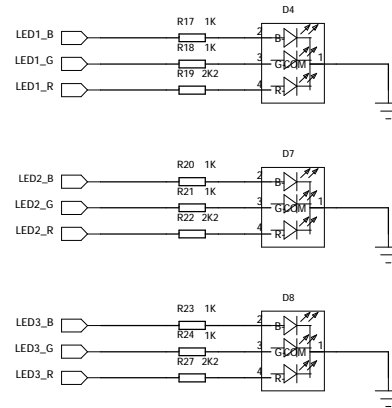 D4
R17 1K
LED1_B 2 B
R18 1K
LED1_G 3 G COM 1
R19 2K2
LED1_R 4 R
D7
R20 1K
LED2_B 2 B
R21 1K
LED2_G 3 G COM 1
R22 2K2
LED2_R 4 R
D8
R23 1K
LED3_B 2 B
R24 1K
LED3_G 3 G COM 1
R27 2K2
LED3_R 4 R